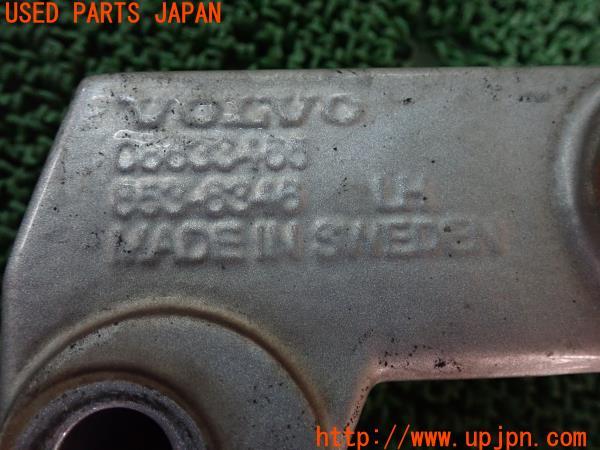 USED PARTS JAPAN
VOLVO
LH
MADE IN SWEDEN
http://www.upjpn.com/